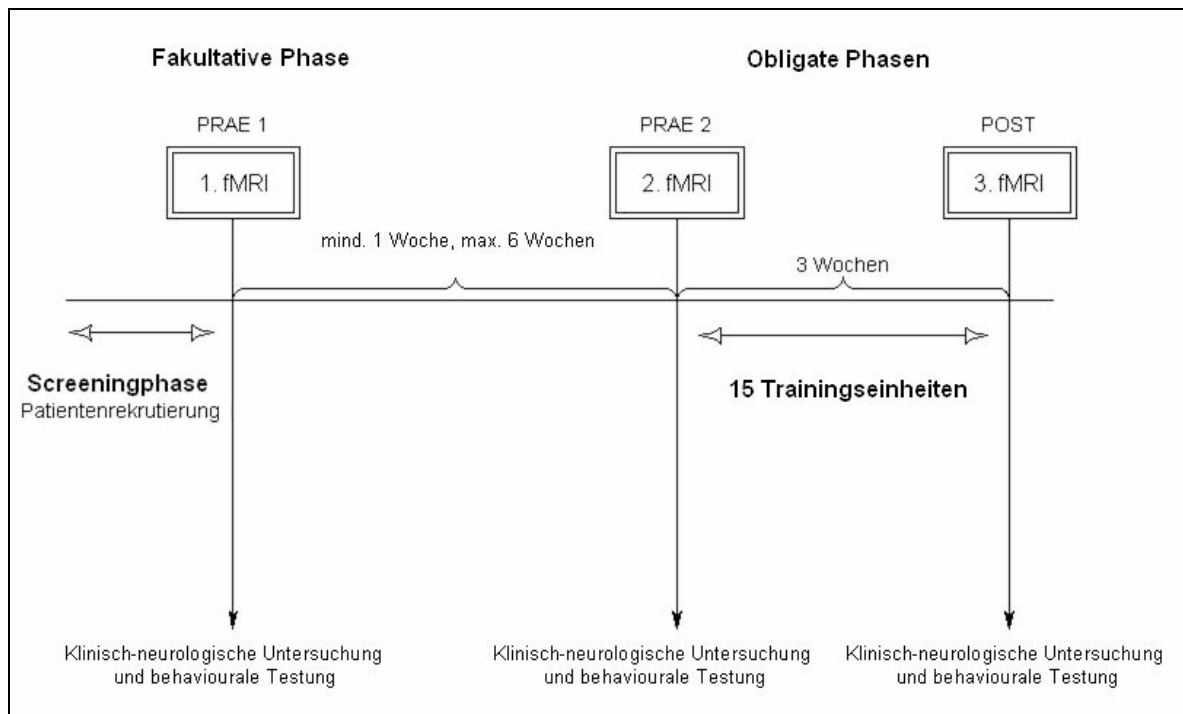 Fakultative Phase
Obligate Phasen
PRAE 1
PRAE 2
POST
1. fMRI
2. fMRI
3. fMRI
mind. 1 Woche, max. 6 Wochen
3 Wochen
Screeningphase
Patientenrekrutierung
15 Trainingseinheiten
Klinisch-neurologische Untersuchung
und behaviourale Testung
Klinisch-neurologische Untersuchung
und behaviourale Testung
Klinisch-neurologische Untersuchung
und behaviourale Testung